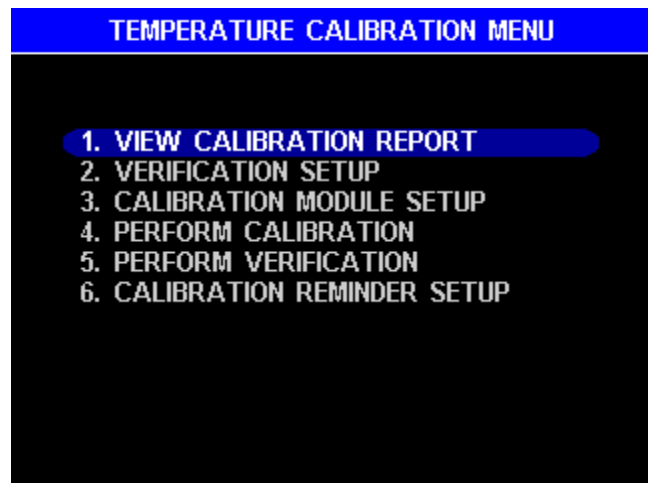 TEMPERATURE CALIBRATION MENU
1. VIEW CALIBRATION REPORT
2. VERIFICATION SETUP
3. CALIBRATION MODULE SETUP
4. PERFORM CALIBRATION
5. PERFORM VERIFICATION
6. CALIBRATION REMINDER SETUP